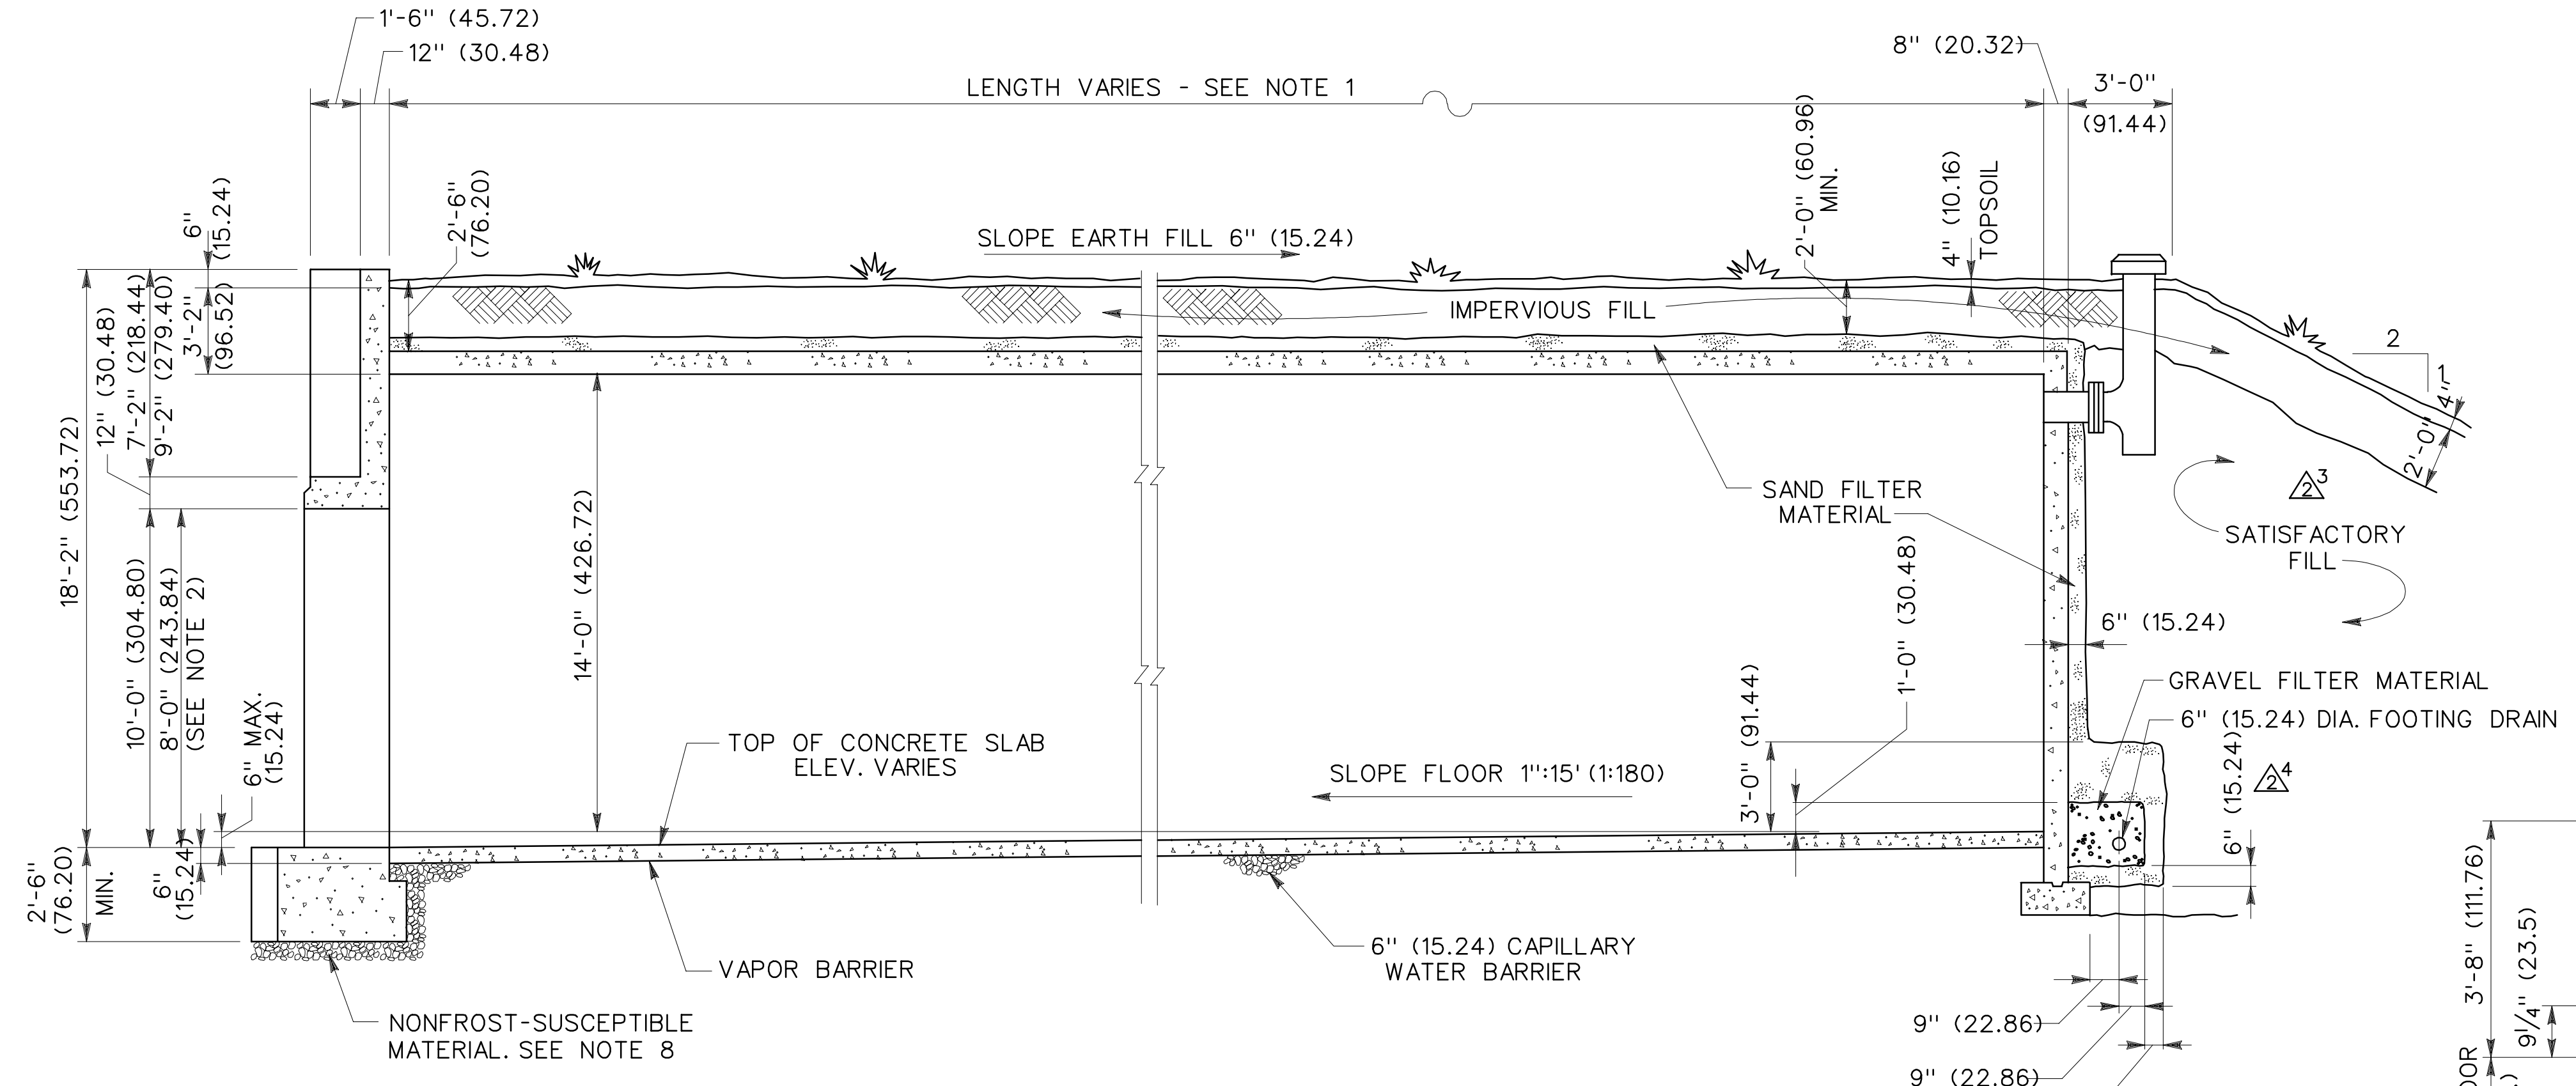 1'-6" (45.72)
12" (30.48)
LENGTH VARIES - SEE NOTE 1
8" (20.32)
3'-0"
(91.44)
6"
(15.24)
2'-6"
(76.20)
SLOPE EARTH FILL 6" (15.24)
2'-0" (60.96)
MIN.
4" (10.16)
TOPSOIL
IMPERVIOUS FILL
18'-2" (553.72)
12" (30.48)
7'-2" (218.44)
9'-2" (279.40)
3'-2"
(96.52)
2
1
4"
2'-0"
14'-0" (426.72)
SAND FILTER
MATERIAL
2 3
SATISFACTORY
FILL
10'-0" (304.80)
8'-0" (243.84)
(SEE NOTE 2)
6" MAX.
(15.24)
1'-0" (30.48)
6" (15.24)
GRAVEL FILTER MATERIAL
6" (15.24) DIA. FOOTING DRAIN
TOP OF CONCRETE SLAB
ELEV. VARIES
SLOPE FLOOR 1":15' (1:180)
3'-0" (91.44)
6" (15.24)
2 4
2'-6"
(76.20)
MIN.
6"
(15.24)
VAPOR BARRIER
6" (15.24) CAPILLARY
WATER BARRIER
NONFROST-SUSCEPTIBLE
MATERIAL. SEE NOTE 8
9" (22.86)
9" (22.86)
3'-8" (111.76)
9 1/4" (23.5)